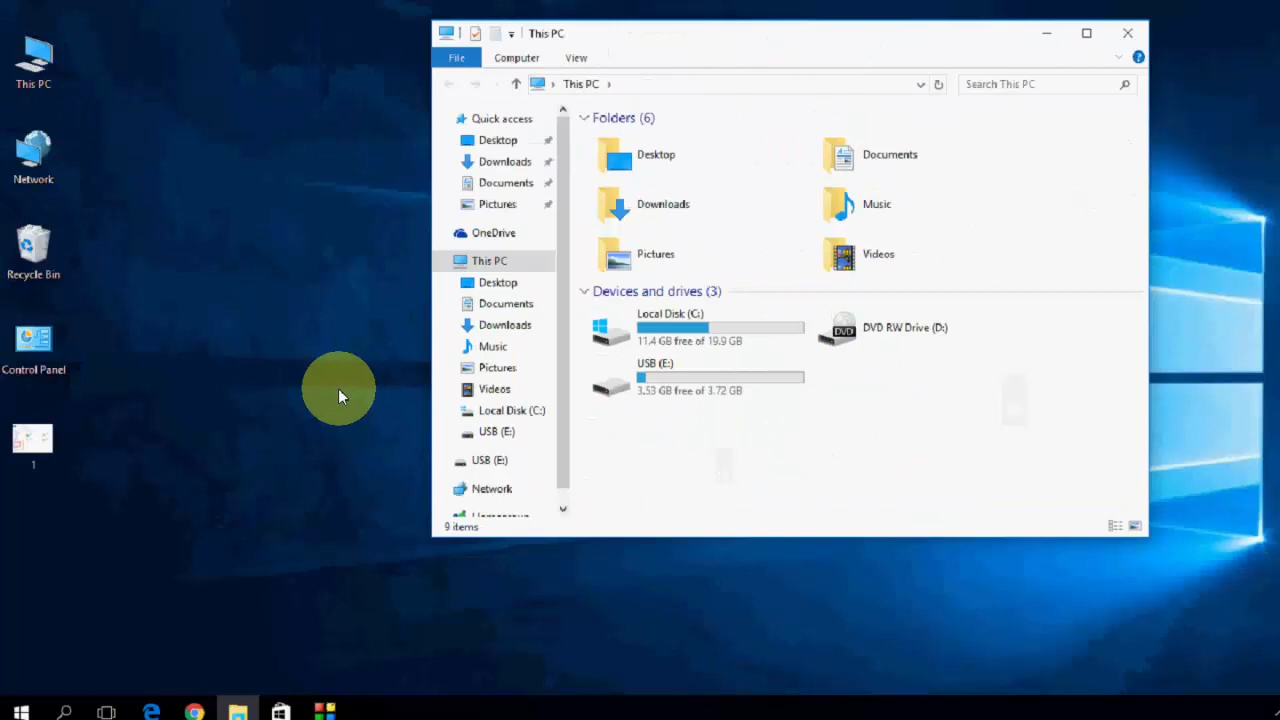 This PC
Network
Recycle Bin
Control Panel
1
This PC
File Computer View
This PC
Search This PC
Quick access
Desktop
Downloads
Documents
Pictures
OneDrive
This PC
Desktop
Documents
Downloads
Music
Pictures
Videos
Local Disk (C:)
USB (E:)
USB (E:)
Network
Folders (6)
Desktop
Documents
Downloads
Music
Pictures
Videos
Devices and drives (3)
Local Disk (C:)
11.4 GB free of 19.9 GB
DVD RW Drive (D:)
DVD
USB (E:)
3.53 GB free of 3.72 GB
9 items